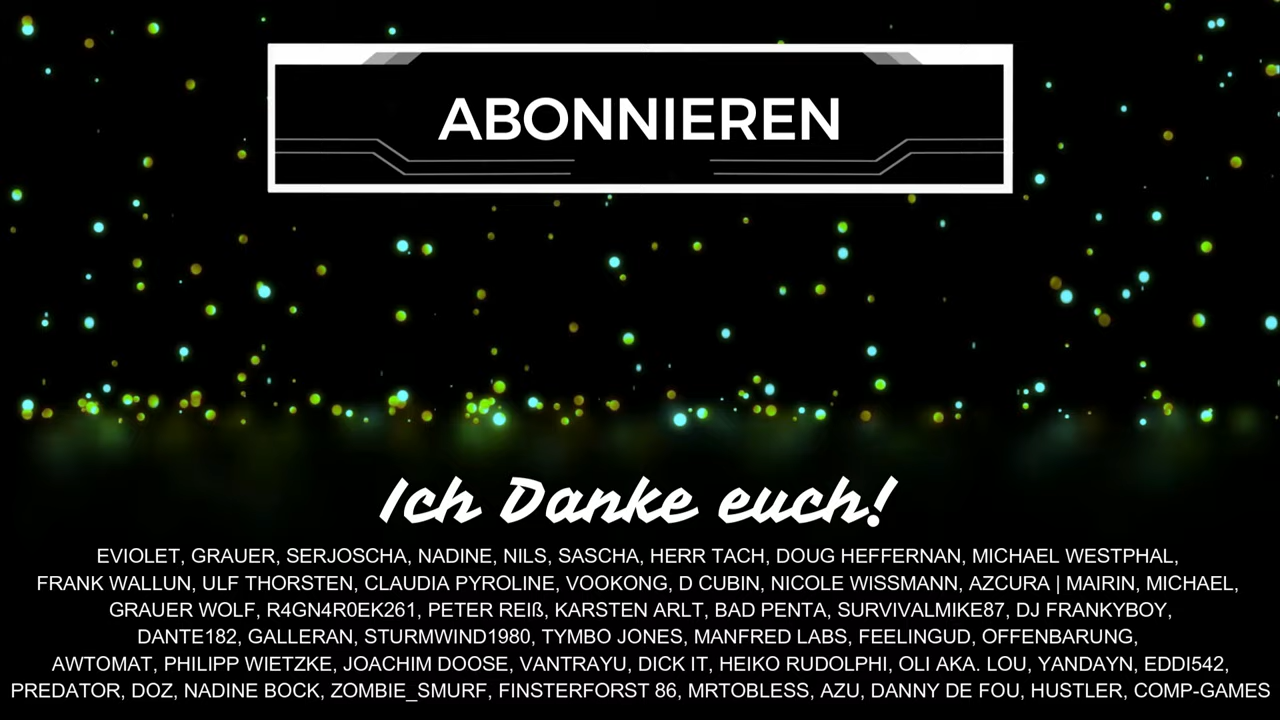 ABONNIEREN
Ich Danke euch!
EVIOLET, GRAUER, SERJOSCHA, NADINE, NILS, SASCHA, HERR TACH, DOUG HEFFERNAN, MICHAEL WESTPHAL,
FRANK WALLUN, ULF THORSTEN, CLAUDIA PYROLINE, VOOKONG, D CUBIN, NICOLE WISSMANN, AZCURA | MAIRIN, MICHAEL,
GRAUER WOLF, R4GN4R0EK261, PETER REIß, KARSTEN ARLT, BAD PENTA, SURVIVALMIKE87, DJ FRANKYBOY,
DANTE182, GALLERAN, STURMWIND1980, TYMBO JONES, MANFRED LABS, FEELINGUD, OFFENBARUNG,
AWTOMAT, PHILIPP WIETZKE, JOACHIM DOOSE, VANTRAYU, DICK IT, HEIKO RUDOLPHI, OLI AKA. LOU, YANDAYN, EDDI542,
PREDATOR, DOZ, NADINE BOCK, ZOMBIE_SMURF, FINSTERFORST 86, MRTOBLESS, AZU, DANNY DE FOU, HUSTLER, COMP-GAMES